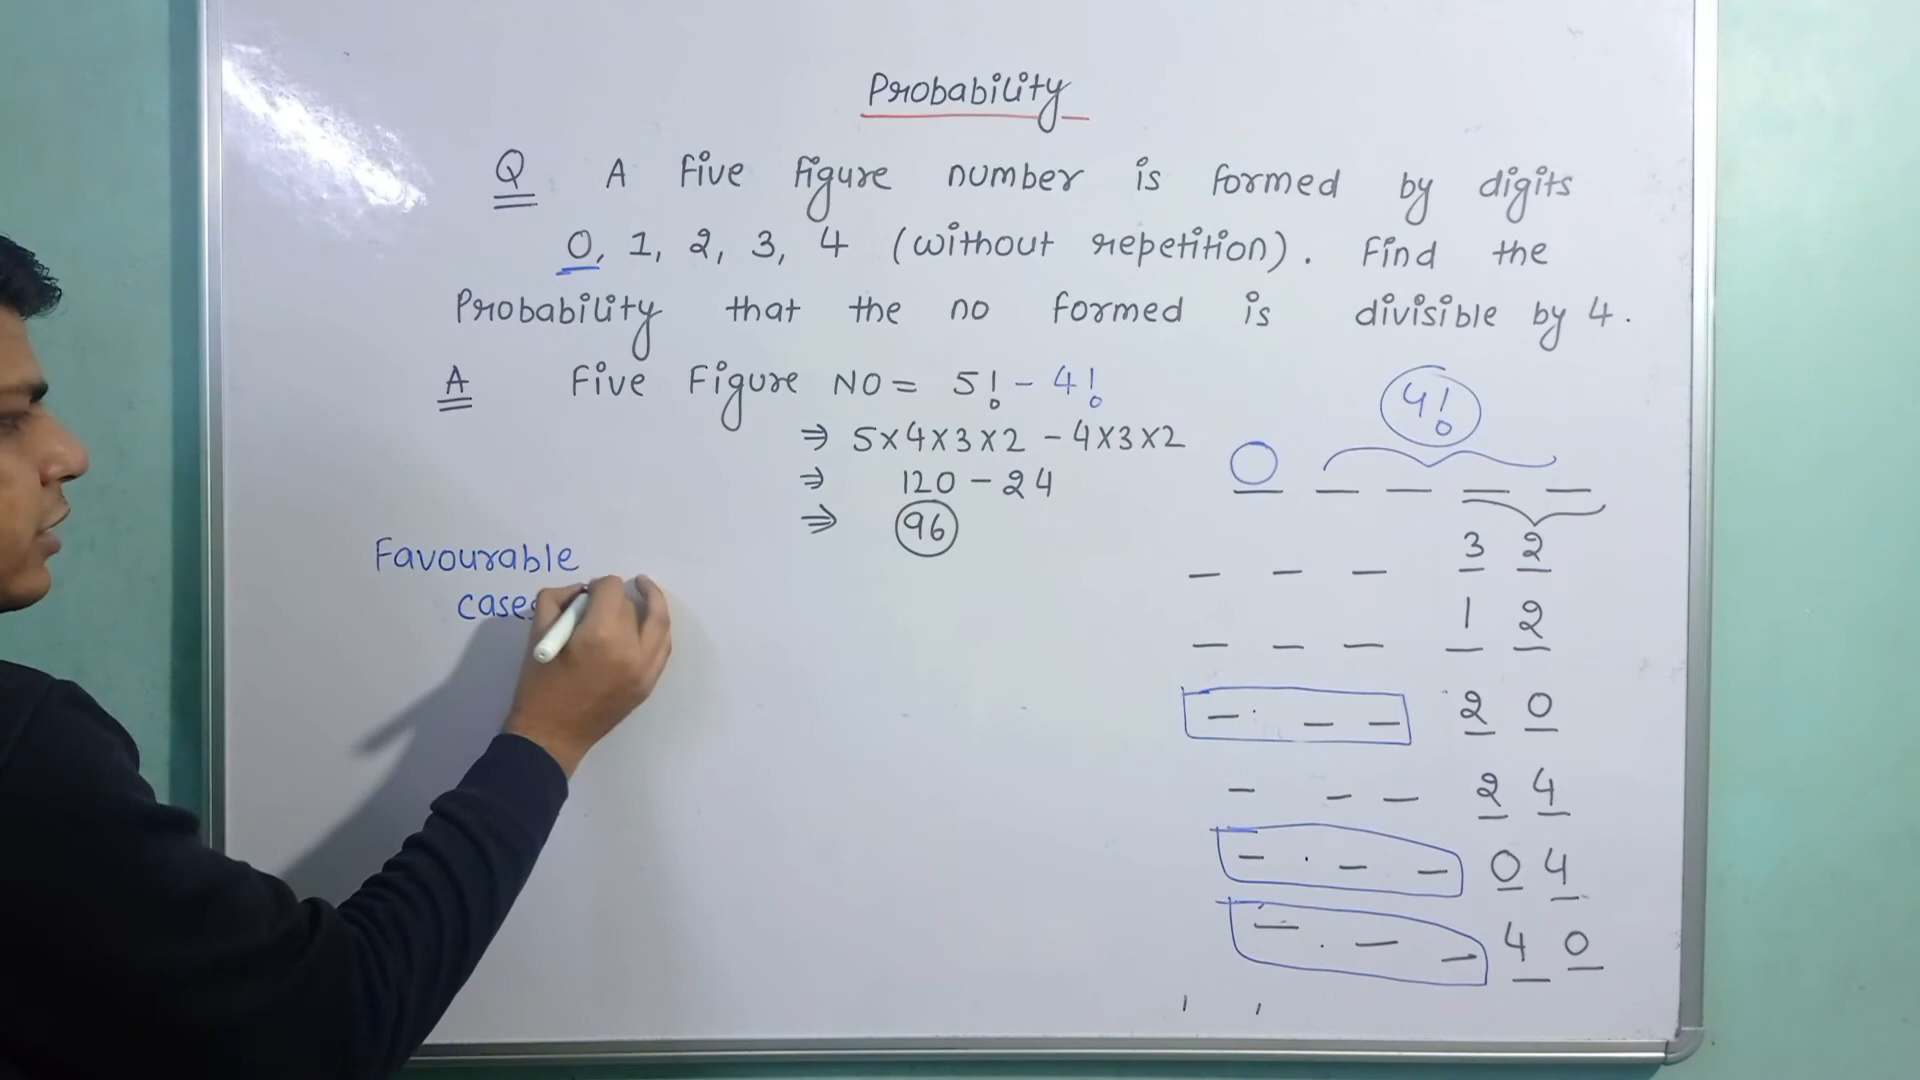 Probability
Q A five figure number is formed by digits
0, 1, 2, 3, 4 (without repetition). Find the
Probability that the no formed is divisible by 4.
A Five Figure NO = 5! - 4!
⇒ 5×4×3×2 - 4×3×2
⇒ 120 - 24
⇒ 96
4!
0 _ _ _ _
_ _ _ 3 2
_ _ _ 1 2
_ _ _ 2 0
_ _ _ 2 4
_ _ _ 0 4
_ _ _ 4 0
Favourable
cases